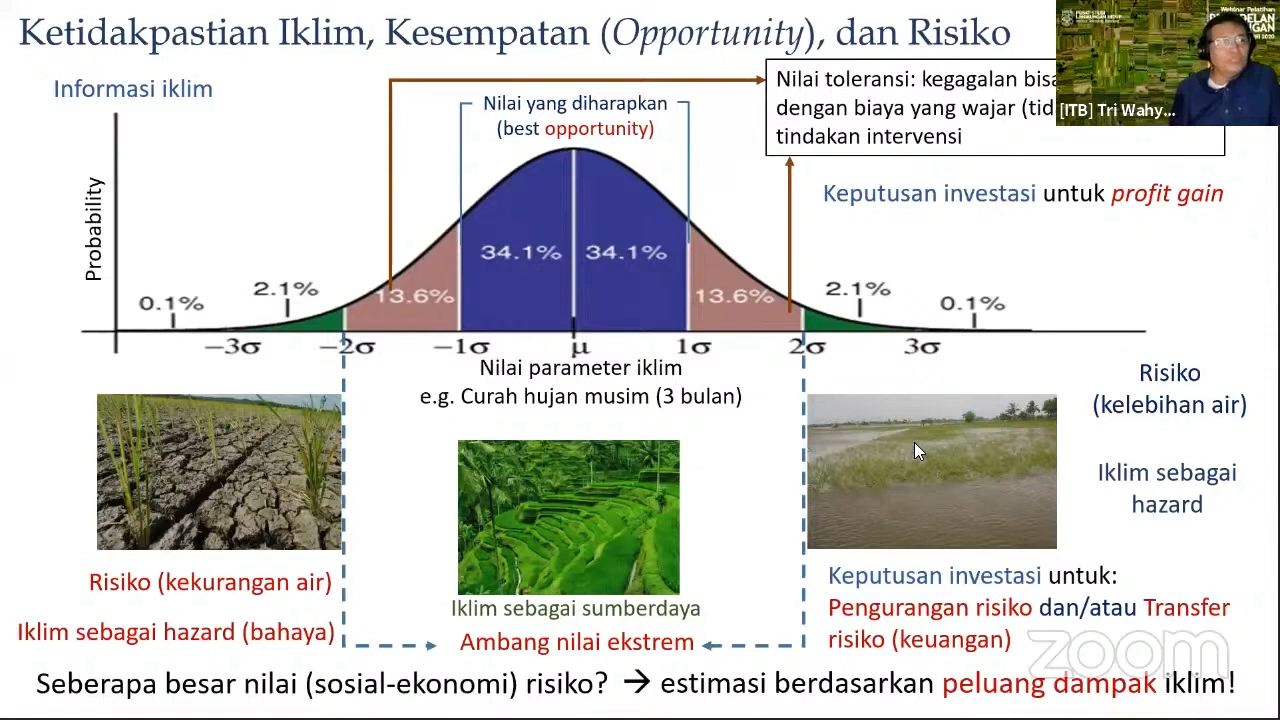 Ketidakpastian Iklim, Kesempatan (Opportunity), dan Risiko
Informasi iklim
Nilai toleransi: kegagalan bisa
dengan biaya yang wajar (tid
tindakan intervensi
[ITB] Tri Wahy...
Nilai yang diharapkan
(best opportunity)
Keputusan investasi untuk profit gain
Probability
34.1% 34.1%
13.6% 13.6%
2.1% 2.1%
0.1% 0.1%
−3σ −2σ −1σ μ 1σ 2σ 3σ
Nilai parameter iklim
e.g. Curah hujan musim (3 bulan)
Risiko
(kelebihan air)
Iklim sebagai
hazard
Risiko (kekurangan air)
Iklim sebagai hazard (bahaya)
Iklim sebagai sumberdaya
Ambang nilai ekstrem
Keputusan investasi untuk:
Pengurangan risiko dan/atau Transfer
risiko (keuangan)
zoom
Seberapa besar nilai (sosial-ekonomi) risiko? → estimasi berdasarkan peluang dampak iklim!